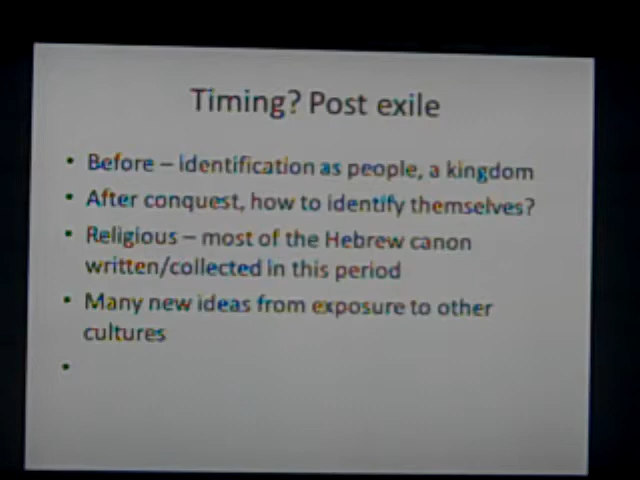 Timing? Post exile
• Before – identification as people, a kingdom
• After conquest, how to identify themselves?
• Religious – most of the Hebrew canon
written/collected in this period
• Many new ideas from exposure to other
cultures
•